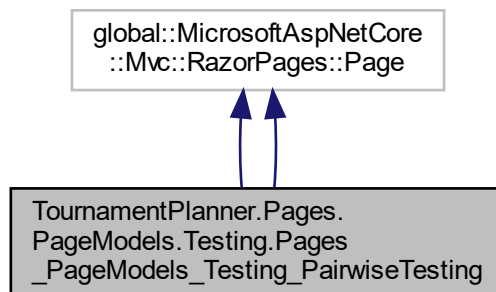 global::MicrosoftAspNetCore
::Mvc::RazorPages::Page
TournamentPlanner.Pages.
PageModels.Testing.Pages
_PageModels_Testing_PairwiseTesting